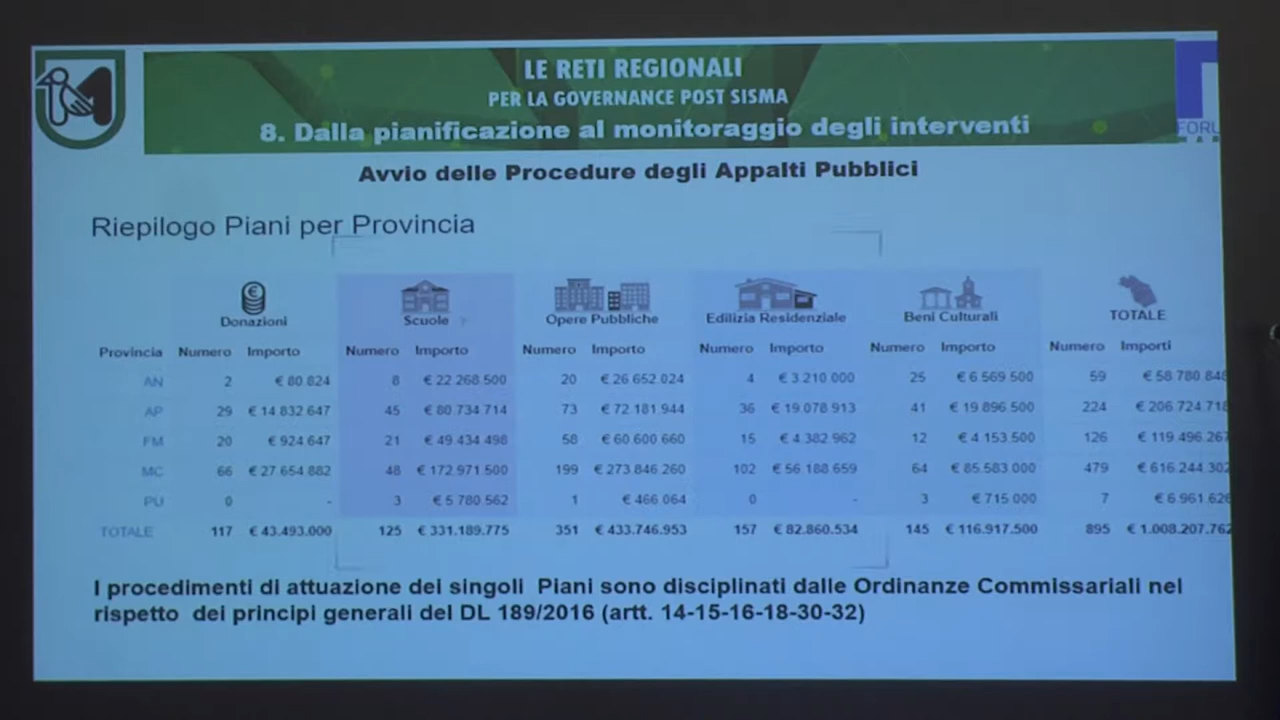 LE RETI REGIONALI
PER LA GOVERNANCE POST SISMA
8. Dalla pianificazione al monitoraggio degli interventi
FORU
Avvio delle Procedure degli Appalti Pubblici
Riepilogo Piani per Provincia
Donazioni Scuole Opere Pubbliche Edilizia Residenziale Beni Culturali TOTALE
Provincia Numero Importo Numero Importo Numero Importo Numero Importo Numero Importo Numero Importi
AN 2 € 80.824 8 € 22 268 500 20 € 26 652 024 4 € 3 210 000 25 € 6 569 500 59 € 58 780 848
AP 29 € 14 832 647 45 € 80 734 714 73 € 72 181 944 36 € 19 078 913 41 € 19 896 500 224 € 206 724 718
FM 20 € 924 647 21 € 49 434 498 58 € 60 600 660 15 € 4 382 962 12 € 4 153 500 126 € 119 496 267
MC 66 € 27 654 882 48 € 172 971 500 199 € 273 846 260 102 € 56 188 659 64 € 85 583 000 479 € 616 244 302
PU 0 - 3 € 5 780 562 1 € 466 064 0 - 3 € 715 000 7 € 6 961 626
TOTALE 117 € 43.493.000 125 € 331.189.775 351 € 433.746.953 157 € 82.860.534 145 € 116.917.500 895 € 1.008.207.762
I procedimenti di attuazione dei singoli Piani sono disciplinati dalle Ordinanze Commissariali nel
rispetto dei principi generali del DL 189/2016 (artt. 14-15-16-18-30-32)